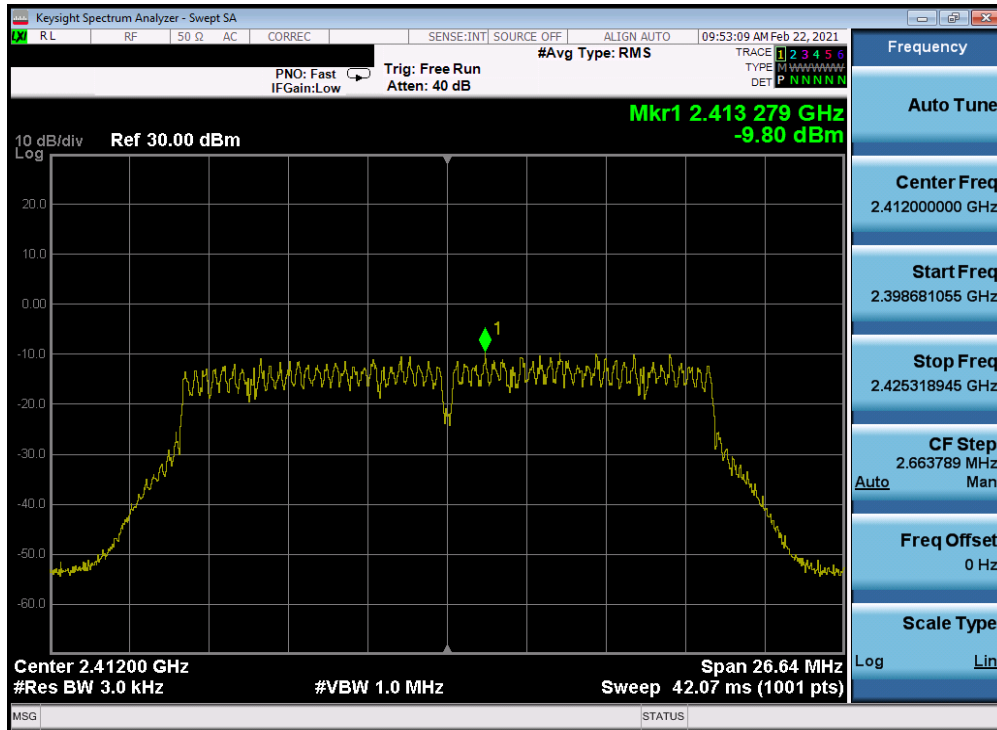 Keysight Spectrum Analyzer - Swept SA
LXI RL RF 50 Ω AC CORREC SENSE:INT SOURCE OFF ALIGN AUTO 09:53:09 AM Feb 22, 2021
#Avg Type: RMS
TRACE 1 2 3 4 5 6
TYPE M WWWWW
DET P N N N N N
PNO: Fast
IFGain:Low
Trig: Free Run
Atten: 40 dB
Mkr1 2.413 279 GHz
-9.80 dBm
10 dB/div Ref 30.00 dBm
Log
20.0
10.0
0.00
-10.0
-20.0
-30.0
-40.0
-50.0
-60.0
1
Center 2.41200 GHz
Span 26.64 MHz
#Res BW 3.0 kHz
#VBW 1.0 MHz
Sweep 42.07 ms (1001 pts)
MSG
STATUS
Frequency
Auto Tune
Center Freq
2.412000000 GHz
Start Freq
2.398681055 GHz
Stop Freq
2.425318945 GHz
CF Step
2.663789 MHz
Auto Man
Freq Offset
0 Hz
Scale Type
Log Lin